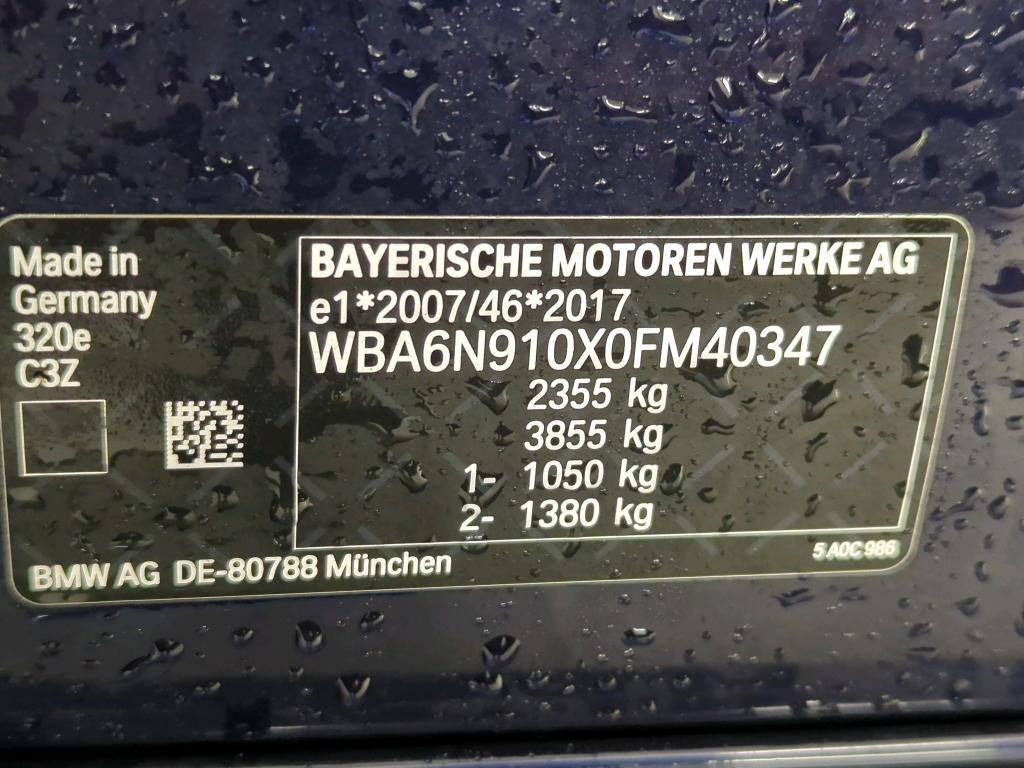 Made in
Germany
320e
C3Z
BAYERISCHE MOTOREN WERKE AG
e1*2007/46*2017
WBA6N910X0FM40347
2355 kg
3855 kg
1- 1050 kg
2- 1380 kg
BMW AG DE-80788 München
5 A0C 986